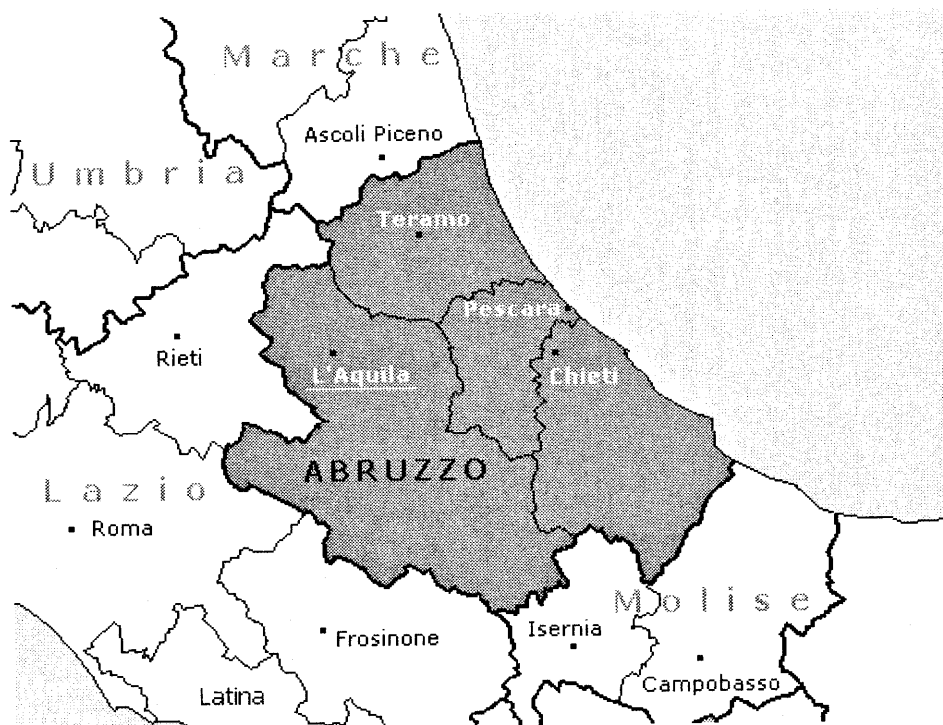 Marche
Ascoli Piceno
Umbria
Teramo
Pescara
Rieti
L'Aquila
Chieti
ABRUZZO
Lazio
Roma
Molise
Isernia
Frosinone
Campobasso
Latina